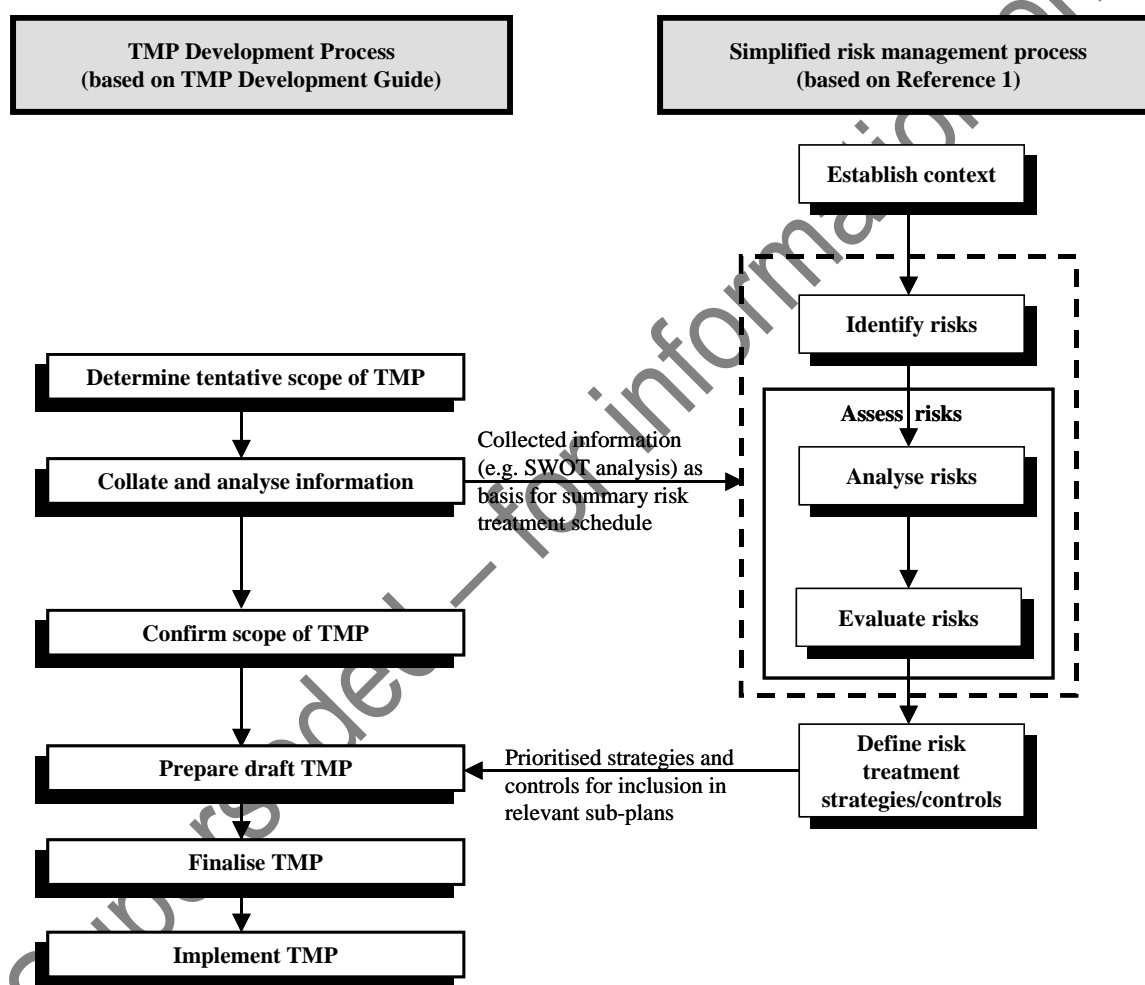 TMP Development Process
(based on TMP Development Guide)
Simplified risk management process
(based on Reference 1)
Establish context
Identify risks
Assess risks
Analyse risks
Evaluate risks
Define risk
treatment
strategies/controls
Determine tentative scope of TMP
Collate and analyse information
Collected information
(e.g. SWOT analysis) as
basis for summary risk
treatment schedule
Confirm scope of TMP
Prepare draft TMP
Prioritised strategies and
controls for inclusion in
relevant sub-plans
Finalise TMP
Implement TMP
Superseded – for information